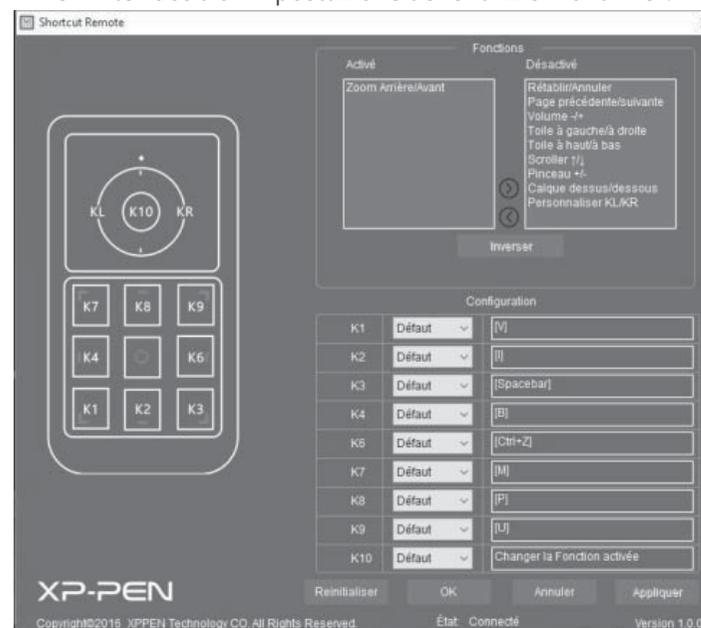 Shortcut Remote
Fonctions
Activé
Désactivé
Zoom Arrière/Avant
Rétablir/Annuler
Page précédente/suivante
Volume -/+
Toile à gauche/à droite
Toile à haut/à bas
Scroller ↑/↓
Pinceau +/-
Calque dessus/dessous
Personnaliser KL/KR
Inverser
KL
K10
KR
K7
K8
K9
K4
K6
K1
K2
K3
Configuration
K1 Défaut [V]
K2 Défaut [I]
K3 Défaut [Spacebar]
K4 Défaut [B]
K6 Défaut [Ctrl+Z]
K7 Défaut [M]
K8 Défaut [P]
K9 Défaut [U]
K10 Défaut Changer la Fonction activée
XP-PEN
Reinitialiser
OK
Annuler
Appliquer
Copyright©2016 XPPEN Technology CO. All Rights Reserved.
État: Connecté
Version 1.0.0